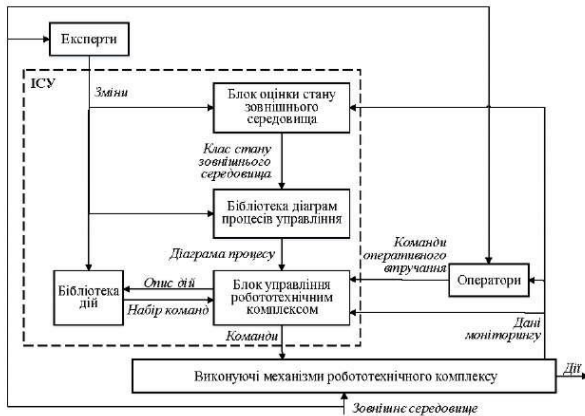 Експерти
ІСУ
Зміни
Блок оцінки стану
зовнішнього
середовища
Клас стану
зовнішнього
середовища
Бібліотека діаграм
процесів управління
Діаграма процесу
Команди
оперативного
втручання
Оператори
Бібліотека
дій
Опис дій
Набір команд
Блок управління
робототехнічним
комплексом
Команди
Дані
моніторингу
Виконуючі механізми робототехнічного комплексу
Дії
Зовнішнє середовище